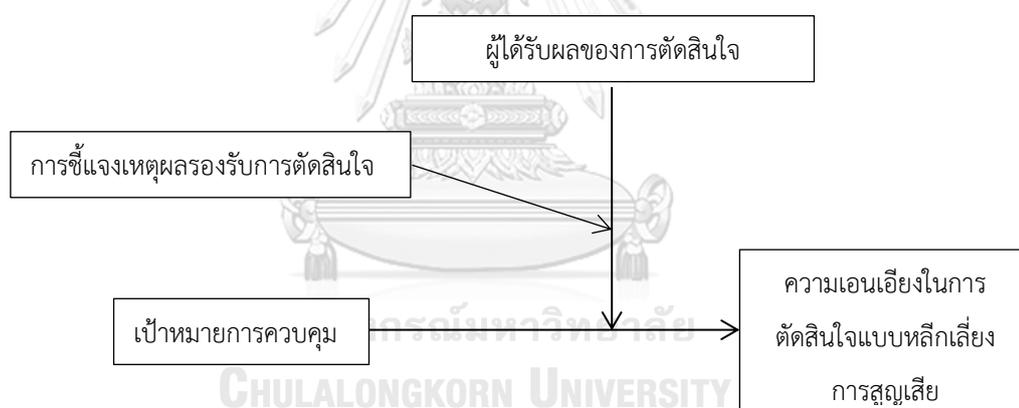 ผู้ได้รับผลของการตัดสินใจ
การชี้แจงเหตุผลรองรับการตัดสินใจ
ความเอนเอียงในการ
ตัดสินใจแบบหลีกเลี่ยง
การสูญเสีย
เป้าหมายการควบคุม
กรณ์มหาวิทยาลัย
CHULALONGKORN UNIVERSITY